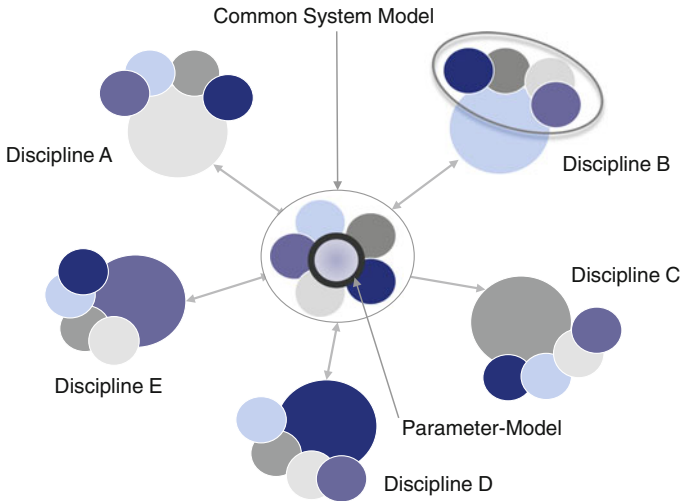 Common System Model
Discipline A
Discipline B
Discipline C
Discipline E
Parameter-Model
Discipline D